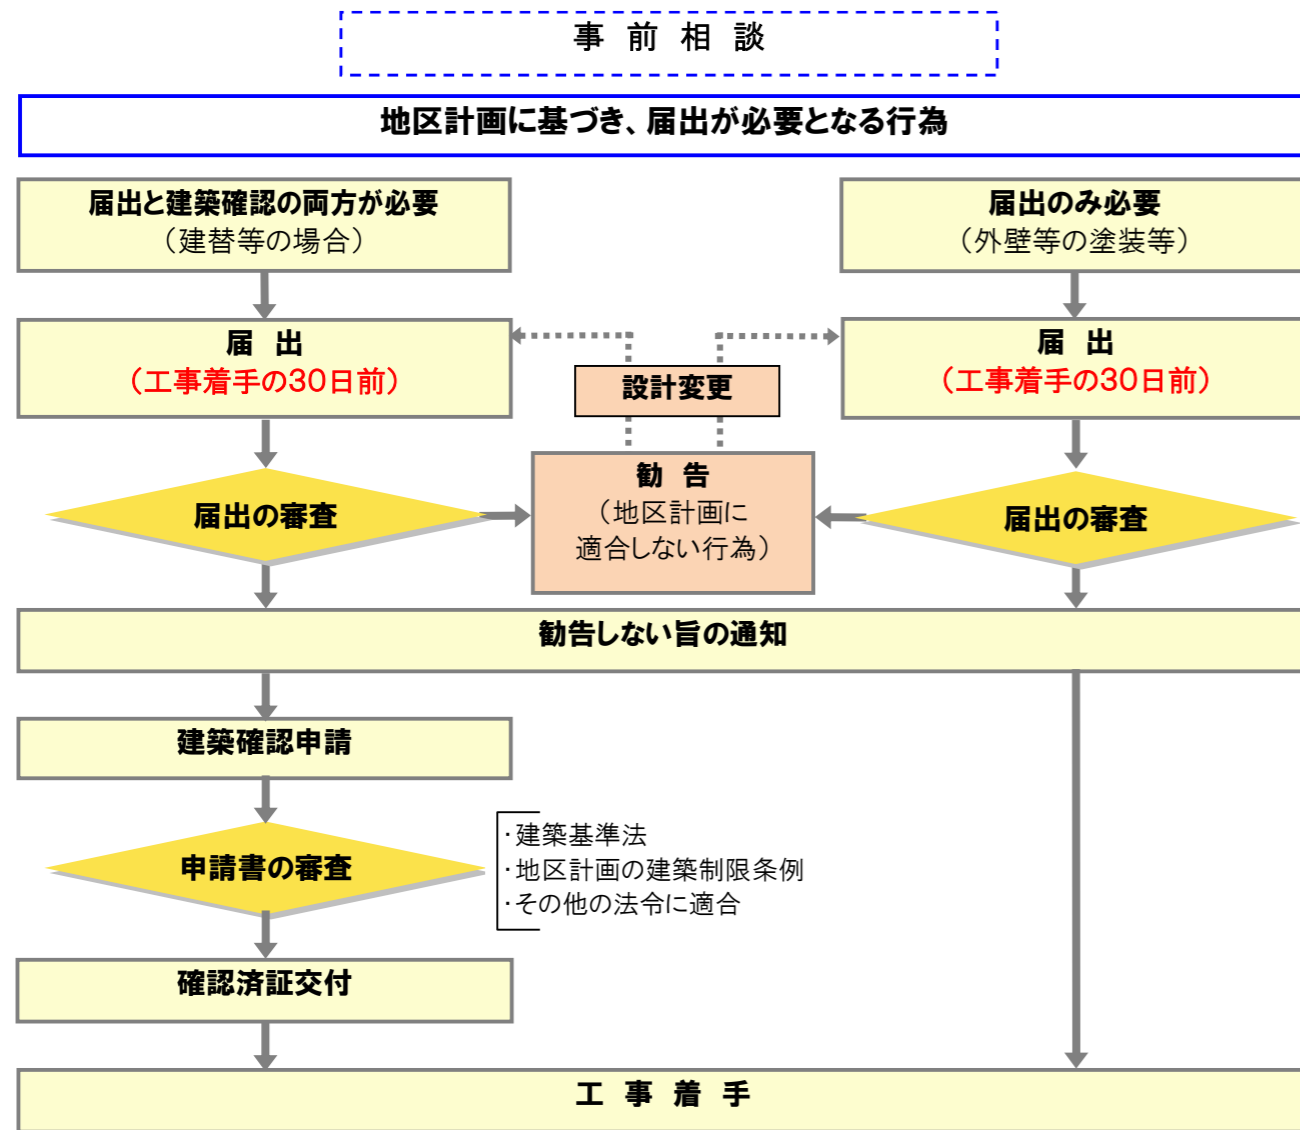 事 前 相 談
地区計画に基づき、届出が必要となる行為
届出と建築確認の両方が必要
（建替等の場合）
届出のみ必要
（外壁等の塗装等）
届 出
（工事着手の30日前）
設計変更
届 出
（工事着手の30日前）
届出の審査
勧 告
（地区計画に
適合しない行為）
届出の審査
勧告しない旨の通知
建築確認申請
申請書の審査
・建築基準法
・地区計画の建築制限条例
・その他の法令に適合
確認済証交付
工 事 着 手